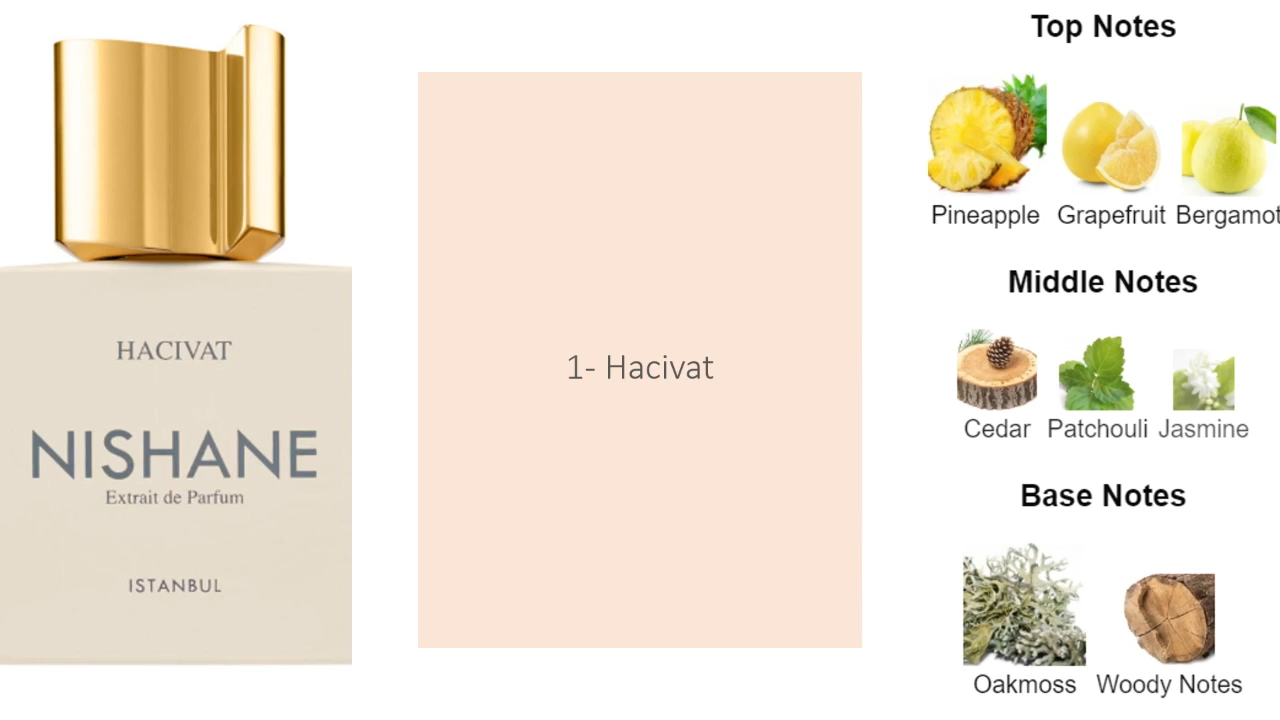 HACIVAT
NISHANE
Extrait de Parfum
ISTANBUL
1- Hacivat
Top Notes
Pineapple Grapefruit Bergamot
Middle Notes
Cedar Patchouli Jasmine
Base Notes
Oakmoss Woody Notes